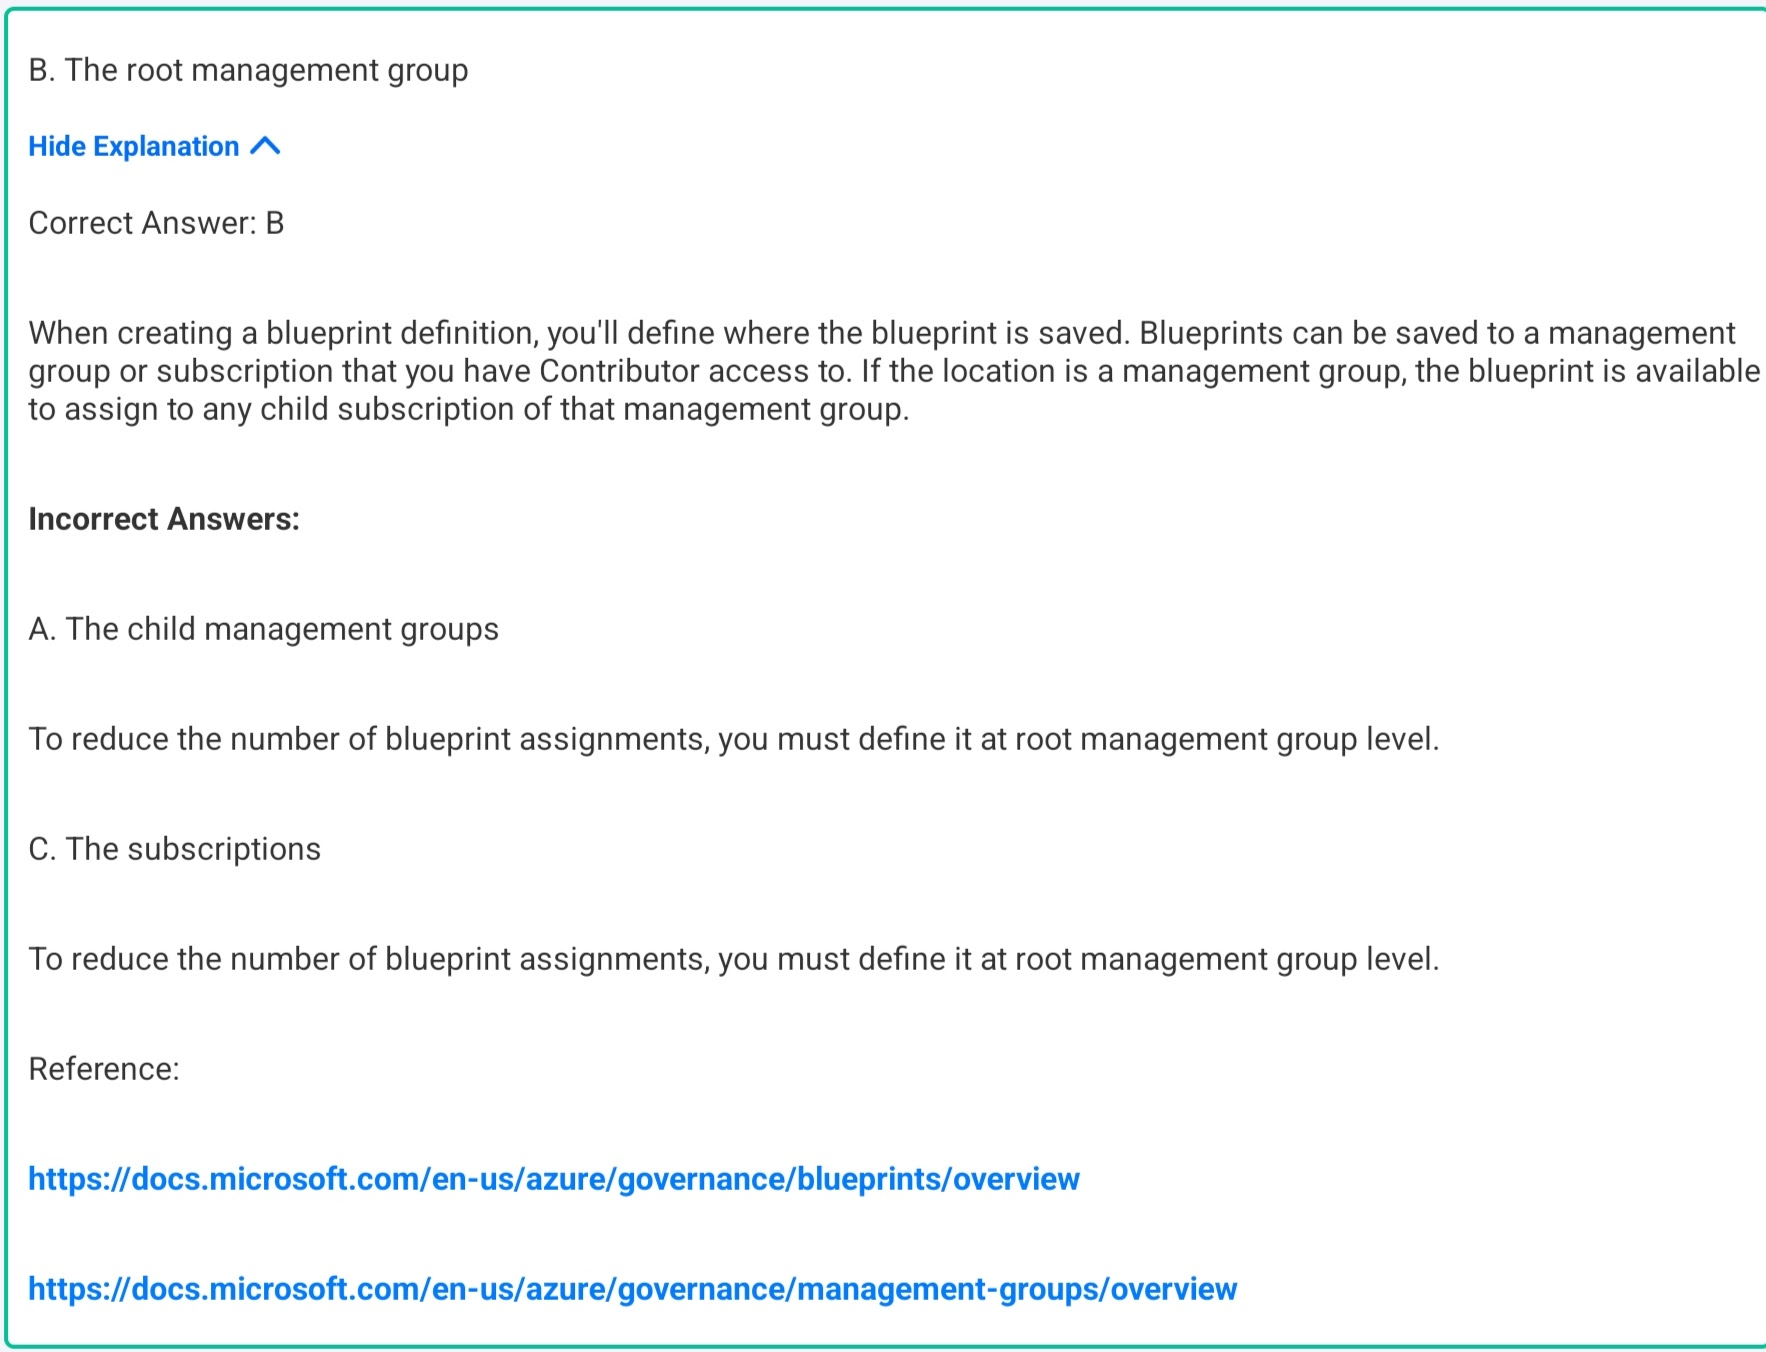 B. The root management group
Hide Explanation
Correct Answer: B
When creating a blueprint definition, you'll define where the blueprint is saved. Blueprints can be saved to a management
group or subscription that you have Contributor access to. If the location is a management group, the blueprint is available
to assign to any child subscription of that management group.
Incorrect Answers:
A. The child management groups
To reduce the number of blueprint assignments, you must define it at root management group level.
C. The subscriptions
To reduce the number of blueprint assignments, you must define it at root management group level.
Reference:
https://docs.microsoft.com/en-us/azure/governance/blueprints/overview
https://docs.microsoft.com/en-us/azure/governance/management-groups/overview